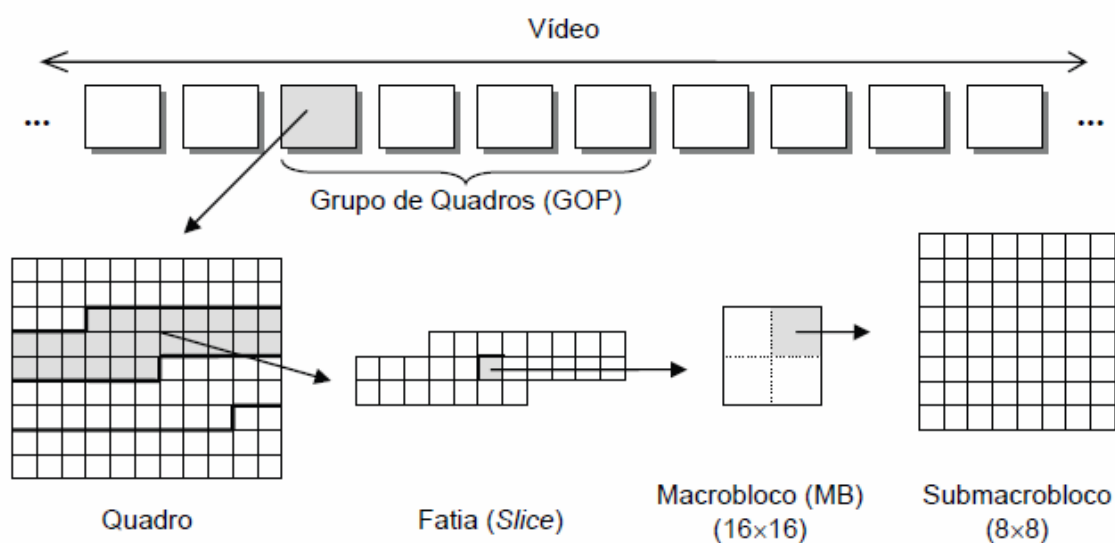 Vídeo
... ...
Grupo de Quadros (GOP)
Quadro
Fatia (Slice)
Macrobloco (MB)
(16×16)
Submacrobloco
(8×8)